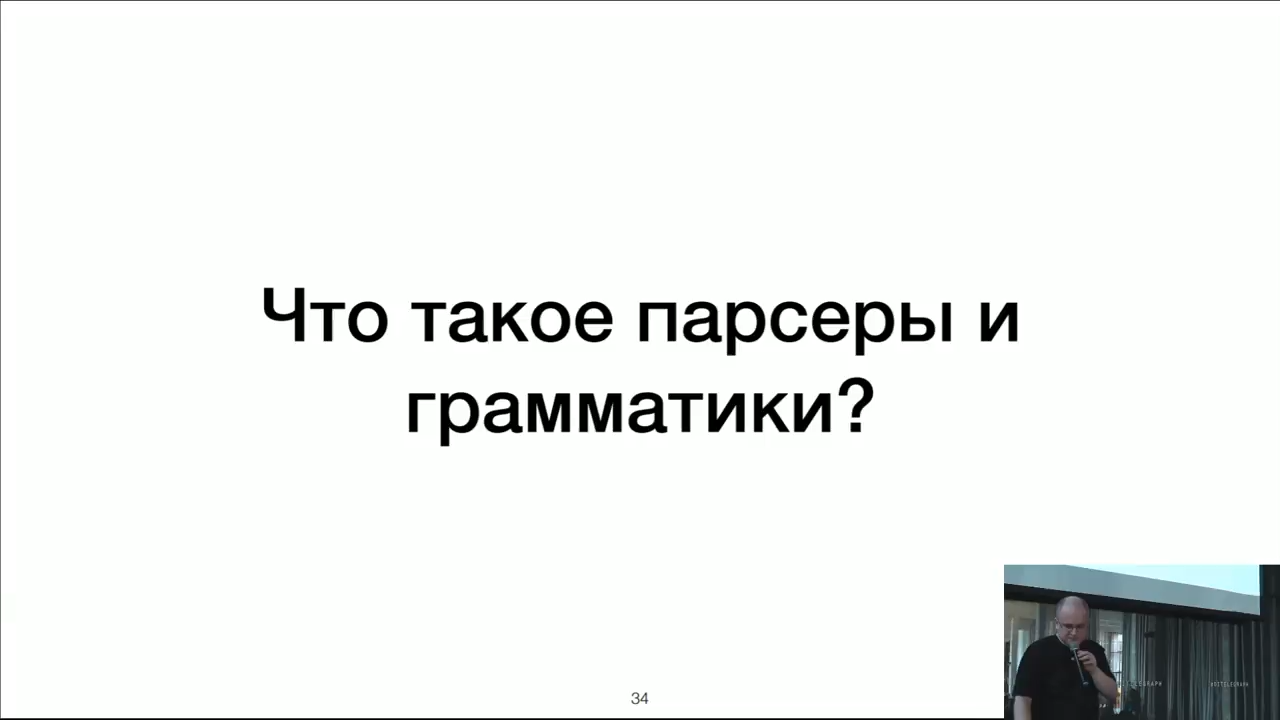 Что такое парсеры и
грамматики?
34